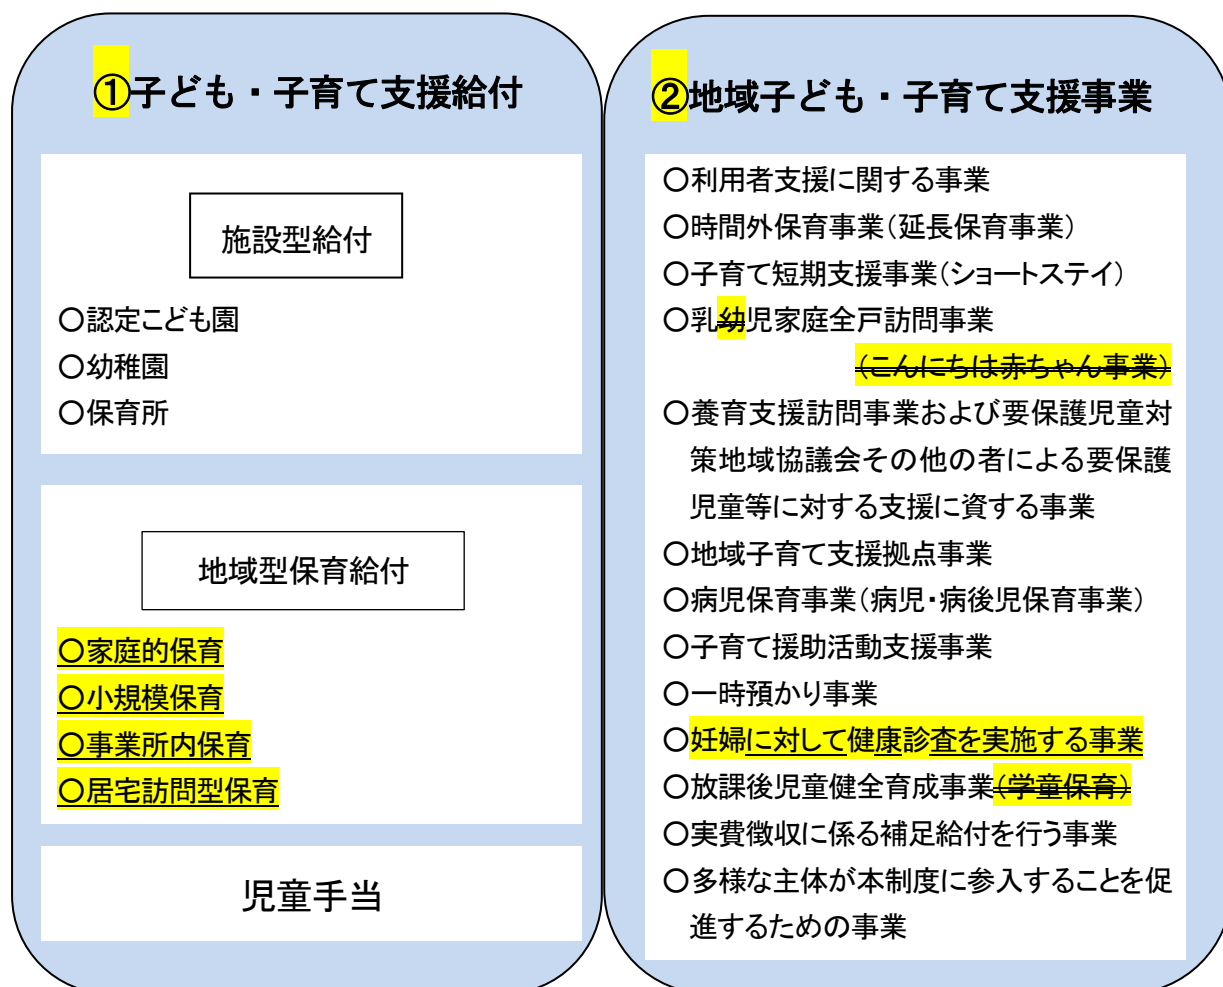 ①子ども・子育て支援給付
施設型給付
○認定こども園
○幼稚園
○保育所
地域型保育給付
○家庭的保育
○小規模保育
○事業所内保育
○居宅訪問型保育
児童手当
②地域子ども・子育て支援事業
○利用者支援に関する事業
○時間外保育事業(延長保育事業)
○子育て短期支援事業(ショートステイ)
○乳幼児家庭全戸訪問事業
(こんにちは赤ちゃん事業)
○養育支援訪問事業および要保護児童対
策地域協議会その他の者による要保護
児童等に対する支援に資する事業
○地域子育て支援拠点事業
○病児保育事業(病児・病後児保育事業)
○子育て援助活動支援事業
○一時預かり事業
○妊婦に対して健康診査を実施する事業
○放課後児童健全育成事業(学童保育)
○実費徴収に係る補足給付を行う事業
○多様な主体が本制度に参入することを促
進するための事業